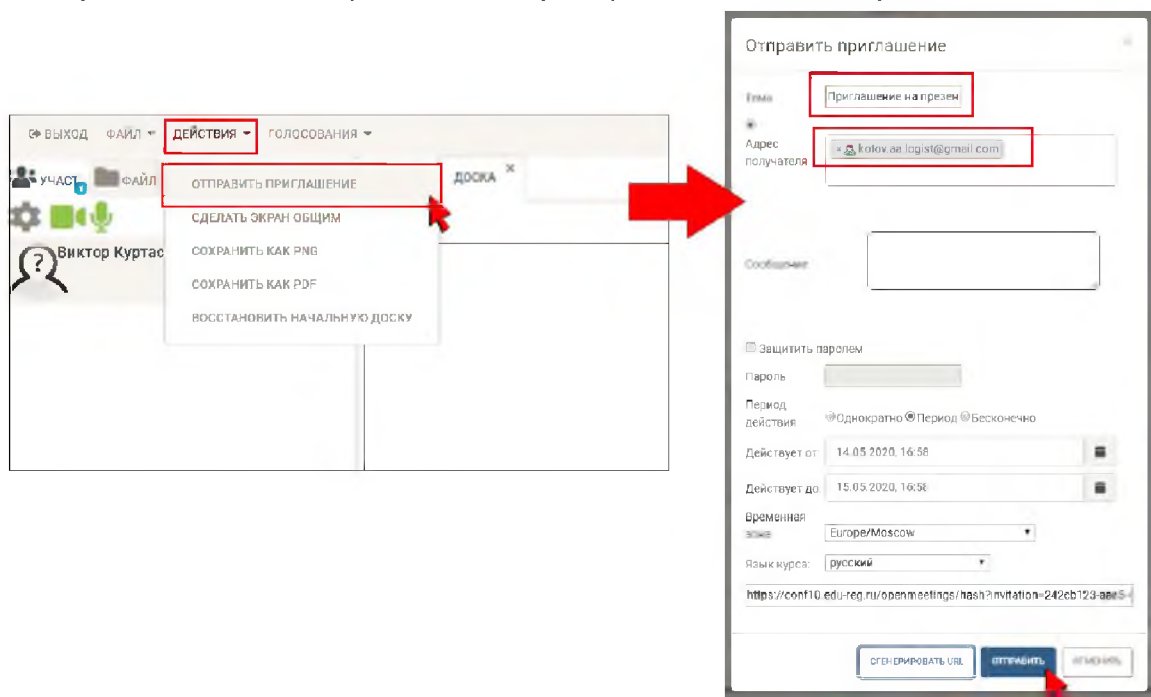 ВЫХОД ФАЙЛ ДЕЙСТВИЯ ГОЛОСОВАНИЯ
УЧАСТ ФАЙЛ
ОТПРАВИТЬ ПРИГЛАШЕНИЕ
ДОСКА ×
СДЕЛАТЬ ЭКРАН ОБЩИМ
Виктор Куртас
СОХРАНИТЬ КАК PNG
СОХРАНИТЬ КАК PDF
ВОССТАНОВИТЬ НАЧАЛЬНУЮ ДОСКУ
Отправить приглашение
Тема Приглашение на презен
Адрес
получателя
× kotov.aa.logist@gmail.com
Сообщение
Защитить паролем
Пароль
Период
действия
Однократно Период Бесконечно
Действует от: 14.05.2020, 16:58
Действует до: 15.05.2020, 16:58
Временная
зона
Europe/Moscow
Язык курса: русский
https://conf10.edu-reg.ru/openmeetings/hash?invitation=242cb123-aae5-
СГЕНЕРИРОВАТЬ URL ОТПРАВИТЬ ОТМЕНИТЬ